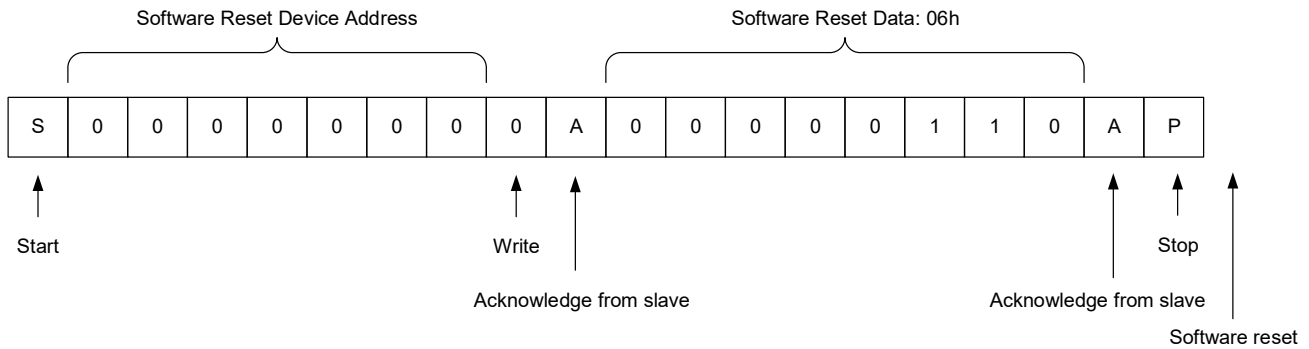 Software Reset Device Address Software Reset Data: 06h
S 0 0 0 0 0 0 0 0 A 0 0 0 0 0 1 1 0 A P
Start Write Stop
Acknowledge from slave Acknowledge from slave
Software reset